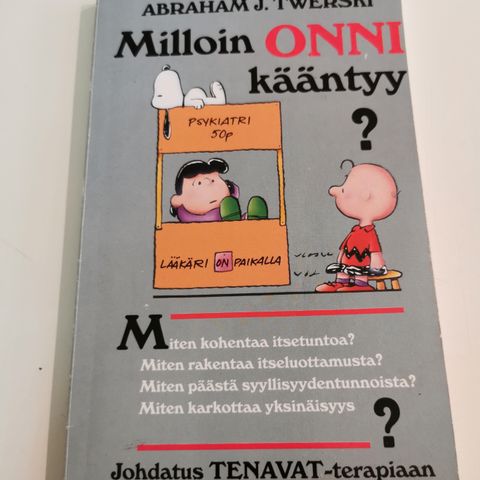 ABRAHAM J. TWERSKI
Milloin ONNI
kääntyy
?
PSYKIATRI
50p
LÄÄKÄRI ON PAIKALLA
Miten kohentaa itsetuntoa?
Miten rakentaa itseluottamusta?
Miten päästä syyllisyydentunnoista?
Miten karkottaa yksinäisyys
?
Johdatus TENAVAT-terapiaan